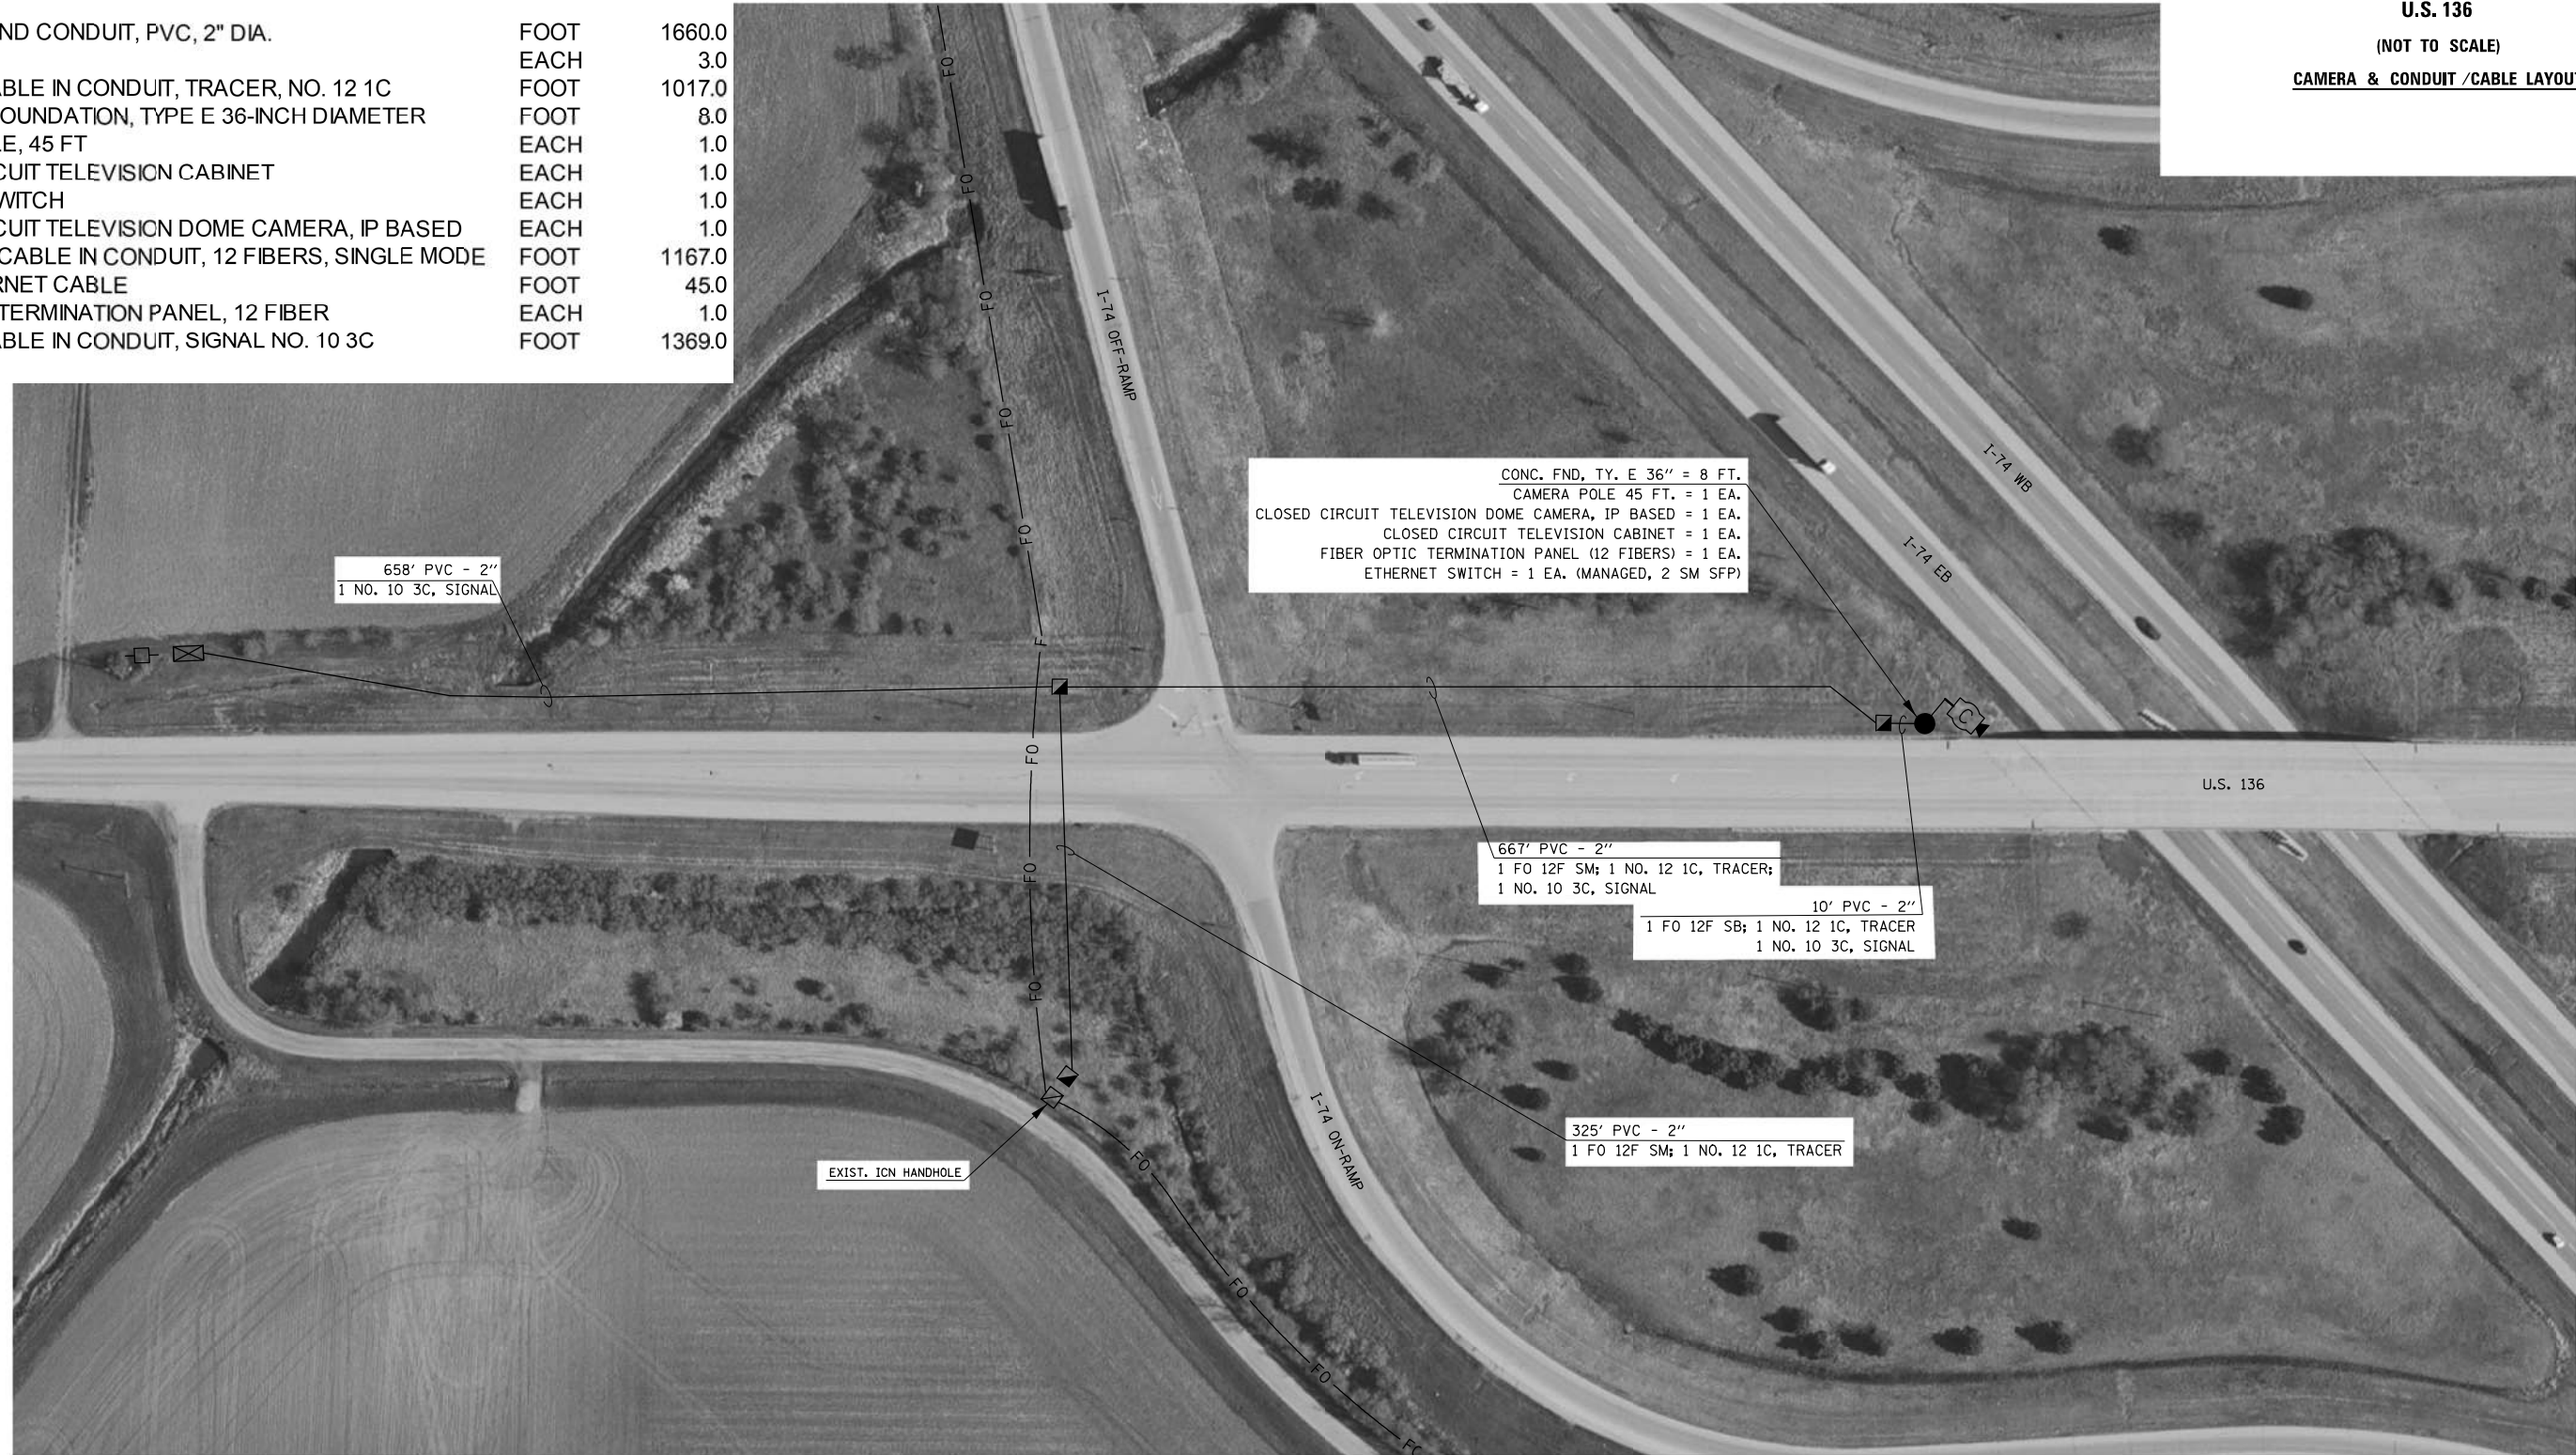 ND CONDUIT, PVC, 2" DIA. FOOT 1660.0
EACH 3.0
ABLE IN CONDUIT, TRACER, NO. 12 1C FOOT 1017.0
OUNDATION, TYPE E 36-INCH DIAMETER FOOT 8.0
LE, 45 FT EACH 1.0
CUIT TELEVISION CABINET EACH 1.0
WITCH EACH 1.0
CUIT TELEVISION DOME CAMERA, IP BASED EACH 1.0
CABLE IN CONDUIT, 12 FIBERS, SINGLE MODE FOOT 1167.0
RNET CABLE FOOT 45.0
TERMINATION PANEL, 12 FIBER EACH 1.0
ABLE IN CONDUIT, SIGNAL NO. 10 3C FOOT 1369.0
U.S. 136
(NOT TO SCALE)
CAMERA & CONDUIT /CABLE LAYOUT
FO
FO
FO
FO
FO
F
FO
FO
FO
FO
FO
FO
FO
I-74 OFF-RAMP
I-74 WB
I-74 EB
CONC. FND, TY. E 36" = 8 FT.
CAMERA POLE 45 FT. = 1 EA.
CLOSED CIRCUIT TELEVISION DOME CAMERA, IP BASED = 1 EA.
CLOSED CIRCUIT TELEVISION CABINET = 1 EA.
FIBER OPTIC TERMINATION PANEL (12 FIBERS) = 1 EA.
ETHERNET SWITCH = 1 EA. (MANAGED, 2 SM SFP)
658' PVC - 2"
1 NO. 10 3C, SIGNAL
C
U.S. 136
667' PVC - 2"
1 FO 12F SM; 1 NO. 12 1C, TRACER;
1 NO. 10 3C, SIGNAL
10' PVC - 2"
1 FO 12F SB; 1 NO. 12 1C, TRACER
1 NO. 10 3C, SIGNAL
325' PVC - 2"
1 FO 12F SM; 1 NO. 12 1C, TRACER
EXIST. ICN HANDHOLE
I-74 ON-RAMP